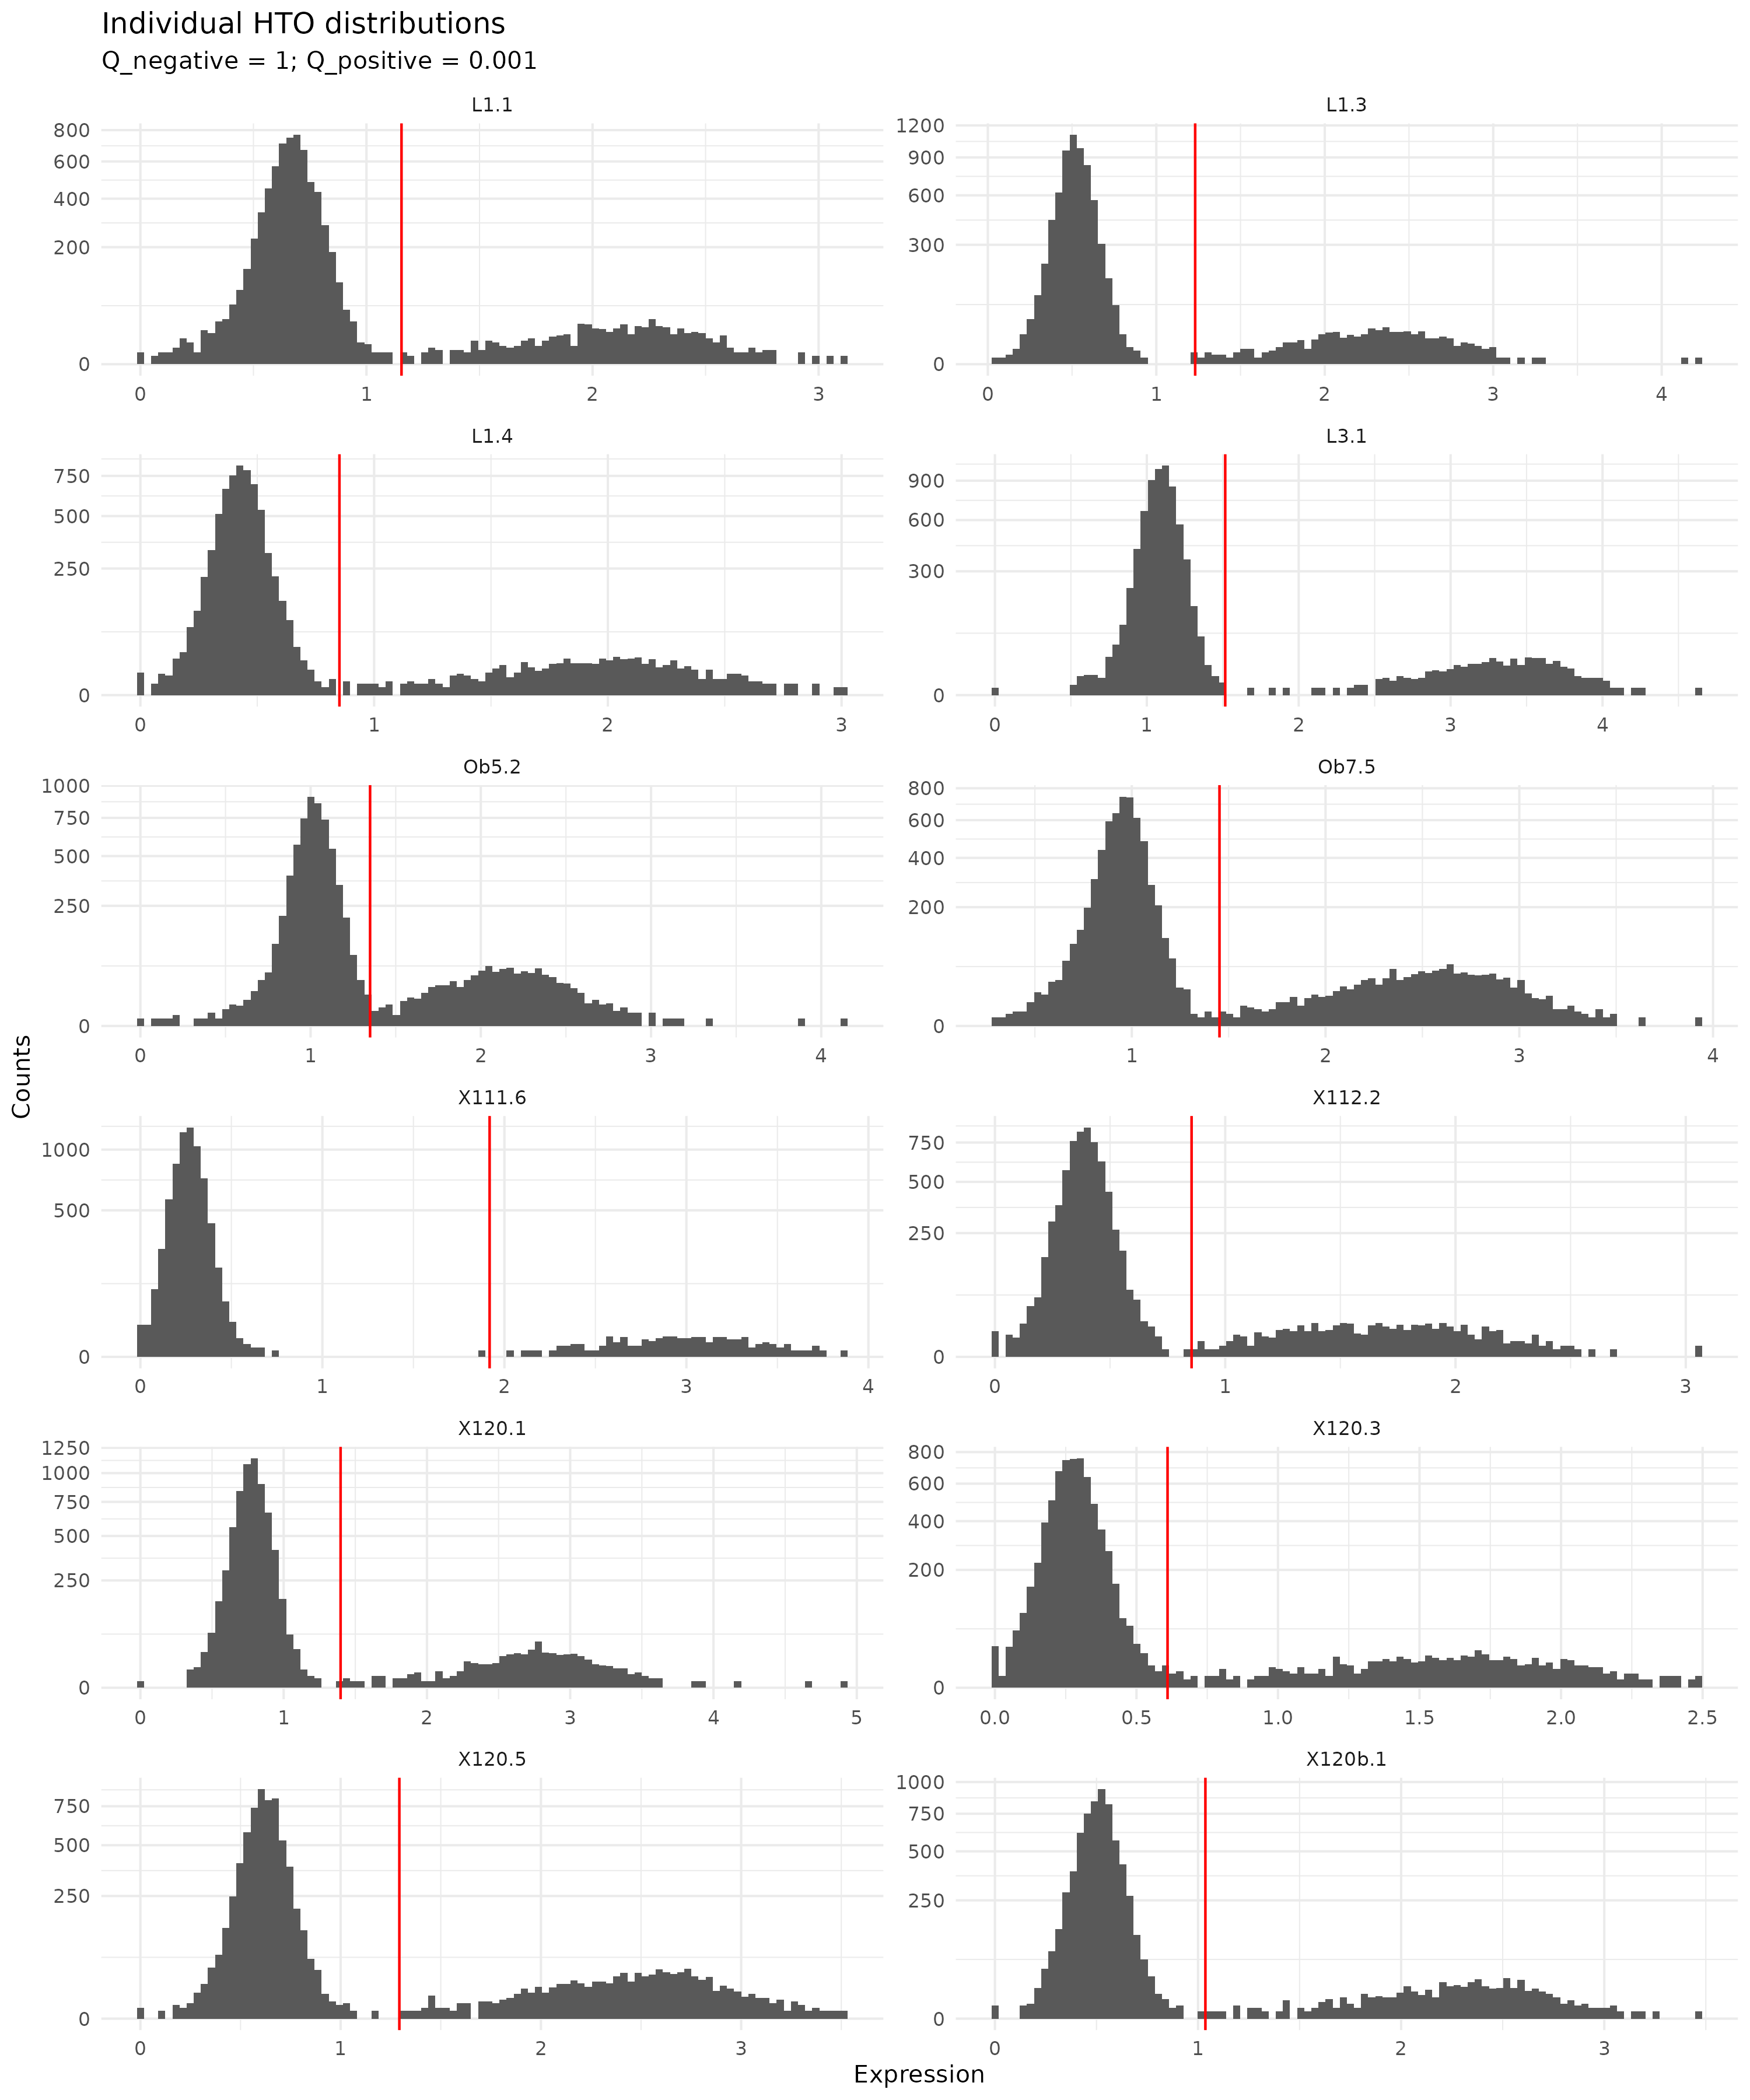 Individual HTO distributions
Q_negative = 1; Q_positive = 0.001
L1.1
L1.3
800
600
400
200
0
0 1 2 3
1200
900
600
300
0
0 1 2 3 4
L1.4
L3.1
750
500
250
0
0 1 2 3
900
600
300
0
0 1 2 3 4
Ob5.2
Ob7.5
1000
750
500
250
0
0 1 2 3 4
800
600
400
200
0
1 2 3 4
X111.6
X112.2
1000
500
0
0 1 2 3 4
750
500
250
0
0 1 2 3
X120.1
X120.3
1250
1000
750
500
250
0
0 1 2 3 4 5
800
600
400
200
0
0.0 0.5 1.0 1.5 2.0 2.5
X120.5
X120b.1
750
500
250
0
0 1 2 3
1000
750
500
250
0
0 1 2 3
Counts
Expression